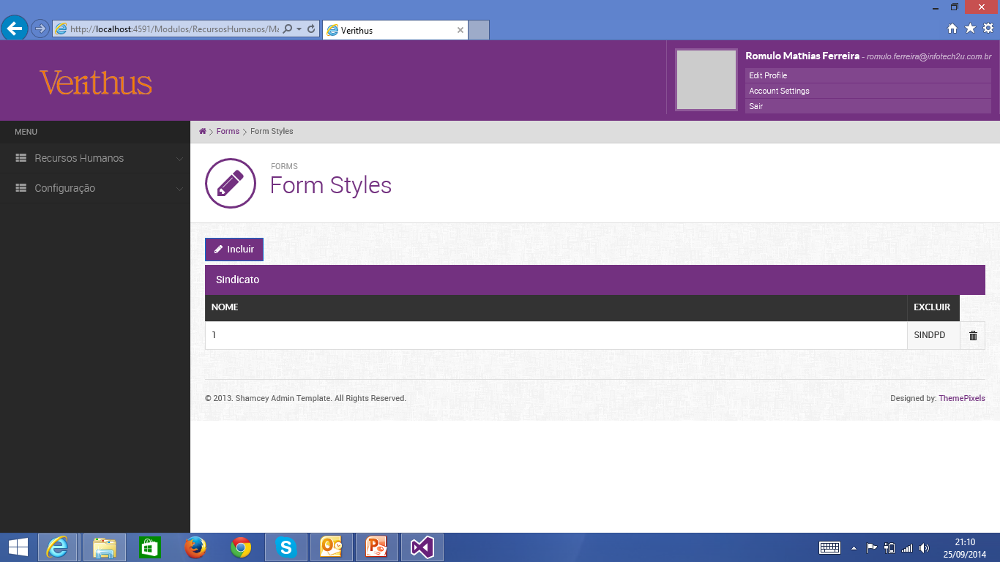 http://localhost:4591/Modulos/RecursosHumanos/Ma
Verithus
Verithus
Romulo Mathias Ferreira - romulo.ferreira@infotech2u.com.br
Edit Profile
Account Settings
Sair
MENU
Recursos Humanos
Configuração
Forms
Form Styles
FORMS
Form Styles
Incluir
Sindicato
NOME
EXCLUIR
1
SINDPD
© 2013. Shamcey Admin Template. All Rights Reserved.
Designed by: ThemePixels
21:10
25/09/2014